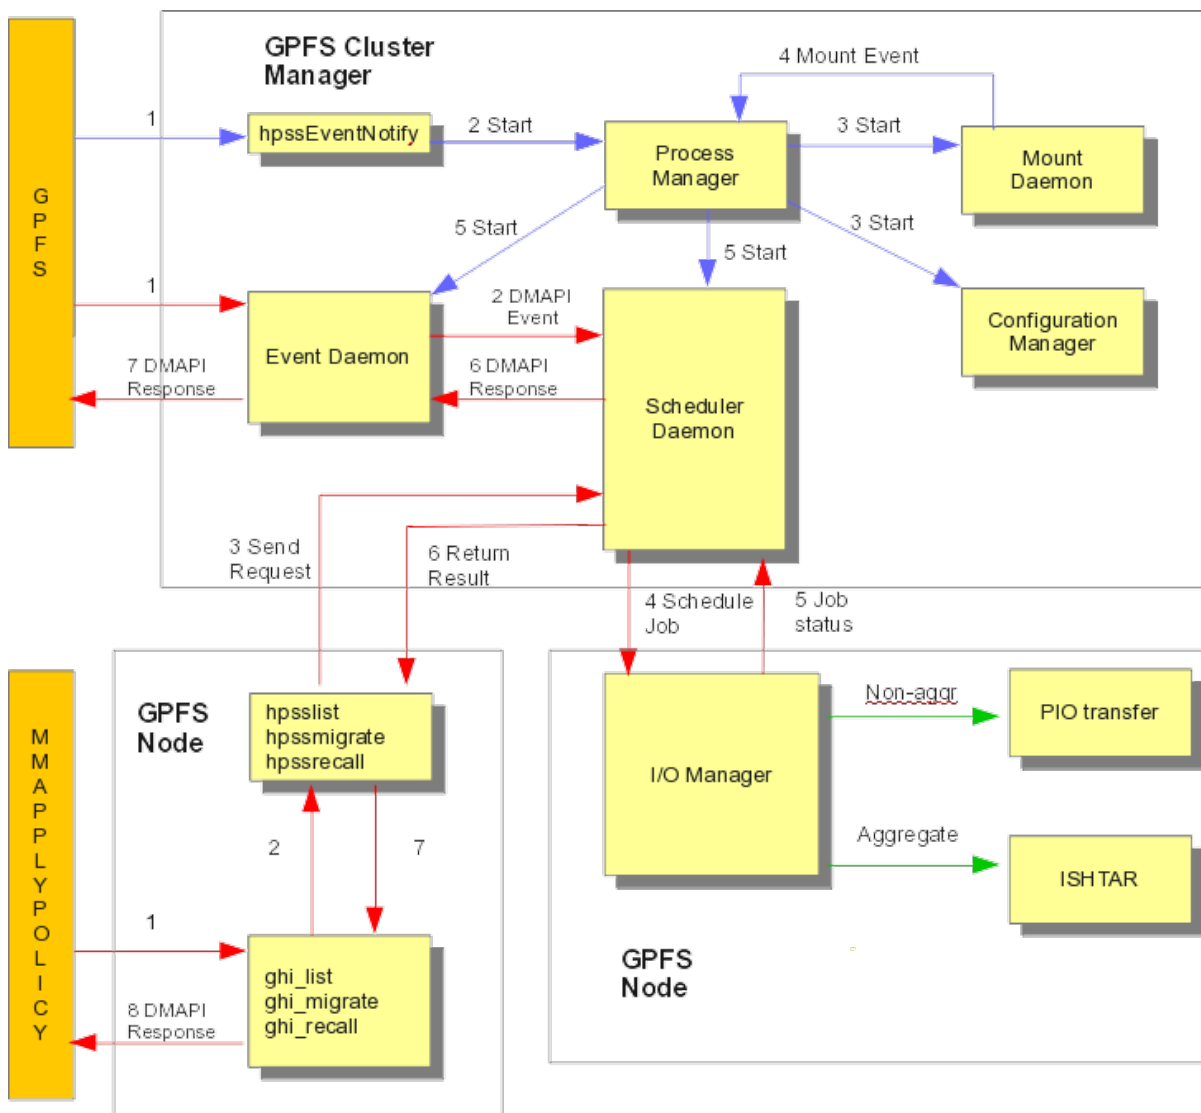 G
P
F
S
GPFS Cluster
Manager
4 Mount Event
1
hpssEventNotify
2 Start
Process
Manager
3 Start
Mount
Daemon
5 Start
5 Start
3 Start
1
2 DMAPI
Event
Event Daemon
Configuration
Manager
7 DMAPI
Response
6 DMAPI
Response
Scheduler
Daemon
3 Send
Request
6 Return
Result
4 Schedule
Job
5 Job
status
M
M
A
P
P
L
Y
P
O
L
I
C
Y
GPFS
Node
hpsslist
hpssmigrate
hpssrecall
2
7
1
ghi_list
ghi_migrate
ghi_recall
8 DMAPI
Response
I/O Manager
Non-aggr
PIO transfer
Aggregate
ISHTAR
GPFS
Node